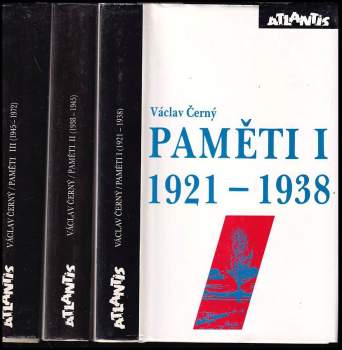 VÁCLAV ČERNÝ / PAMĚTI III (1945 – 1972)
ATLANTIS
VÁCLAV ČERNÝ / PAMĚTI II (1938 – 1945)
ATLANTIS
VÁCLAV ČERNÝ / PAMĚTI I (1921 – 1938)
ATLANTIS
ATLANTIS
Václav Černý
PAMĚTI I
1921 – 1938